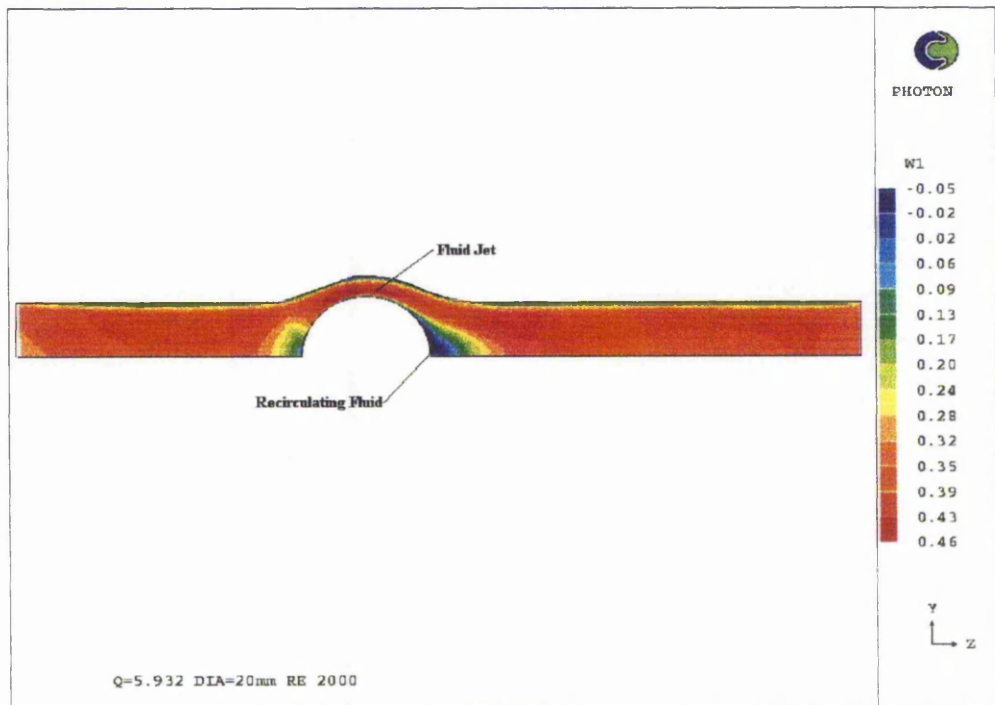 PHOTON
W1
-0.05
-0.02
0.02
0.06
0.09
0.13
0.17
0.20
0.24
0.28
0.32
0.35
0.39
0.43
0.46
Fluid Jet
Recirculating Fluid
Y
Z
Q=5.932 DIA=20mm RE 2000